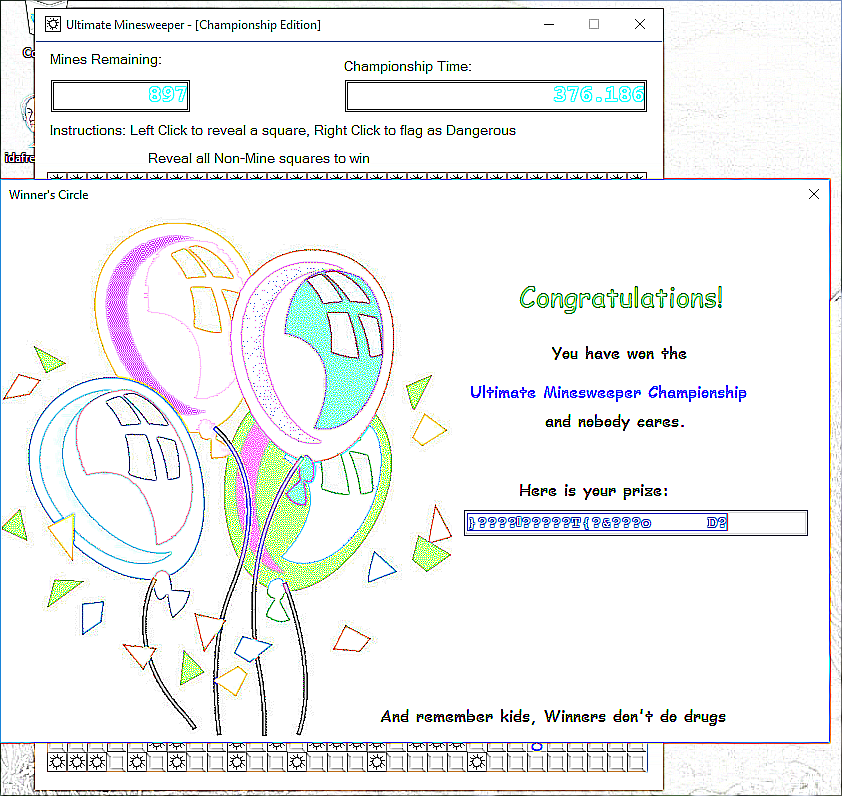 Ultimate Minesweeper - [Championship Edition]
Mines Remaining:
Championship Time:
897
376.186
Instructions: Left Click to reveal a square, Right Click to flag as Dangerous
Reveal all Non-Mine squares to win
Winner's Circle
Congratulations!
You have won the
Ultimate Minesweeper Championship
and nobody cares.
Here is your prize:
And remember kids, Winners don't do drugs